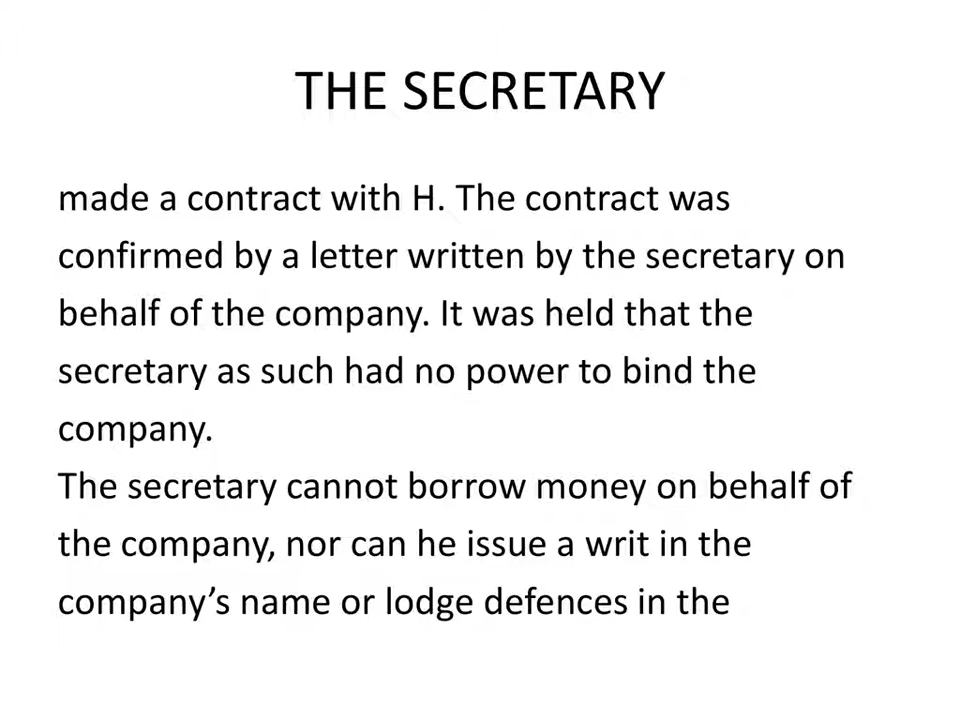 THE SECRETARY
made a contract with H. The contract was
confirmed by a letter written by the secretary on
behalf of the company. It was held that the
secretary as such had no power to bind the
company.
The secretary cannot borrow money on behalf of
the company, nor can he issue a writ in the
company’s name or lodge defences in the